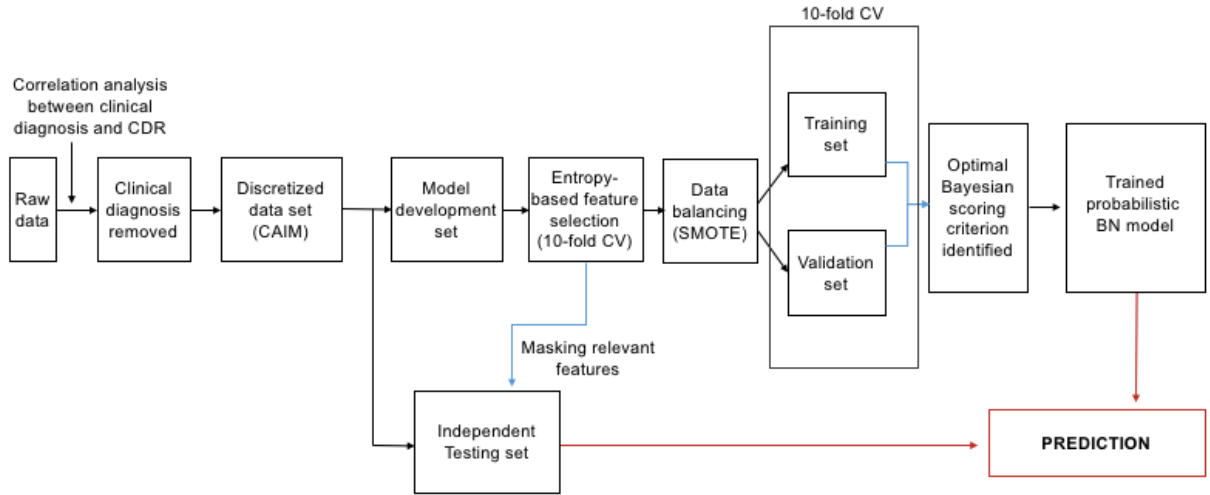 10-fold CV
Correlation analysis
between clinical
diagnosis and CDR
Raw
data
Clinical
diagnosis
removed
Discretized
data set
(CAIM)
Model
development
set
Entropy-
based feature
selection
(10-fold CV)
Data
balancing
(SMOTE)
Training
set
Validation
set
Optimal
Bayesian
scoring
criterion
identified
Trained
probabilistic
BN model
Masking relevant
features
Independent
Testing set
PREDICTION